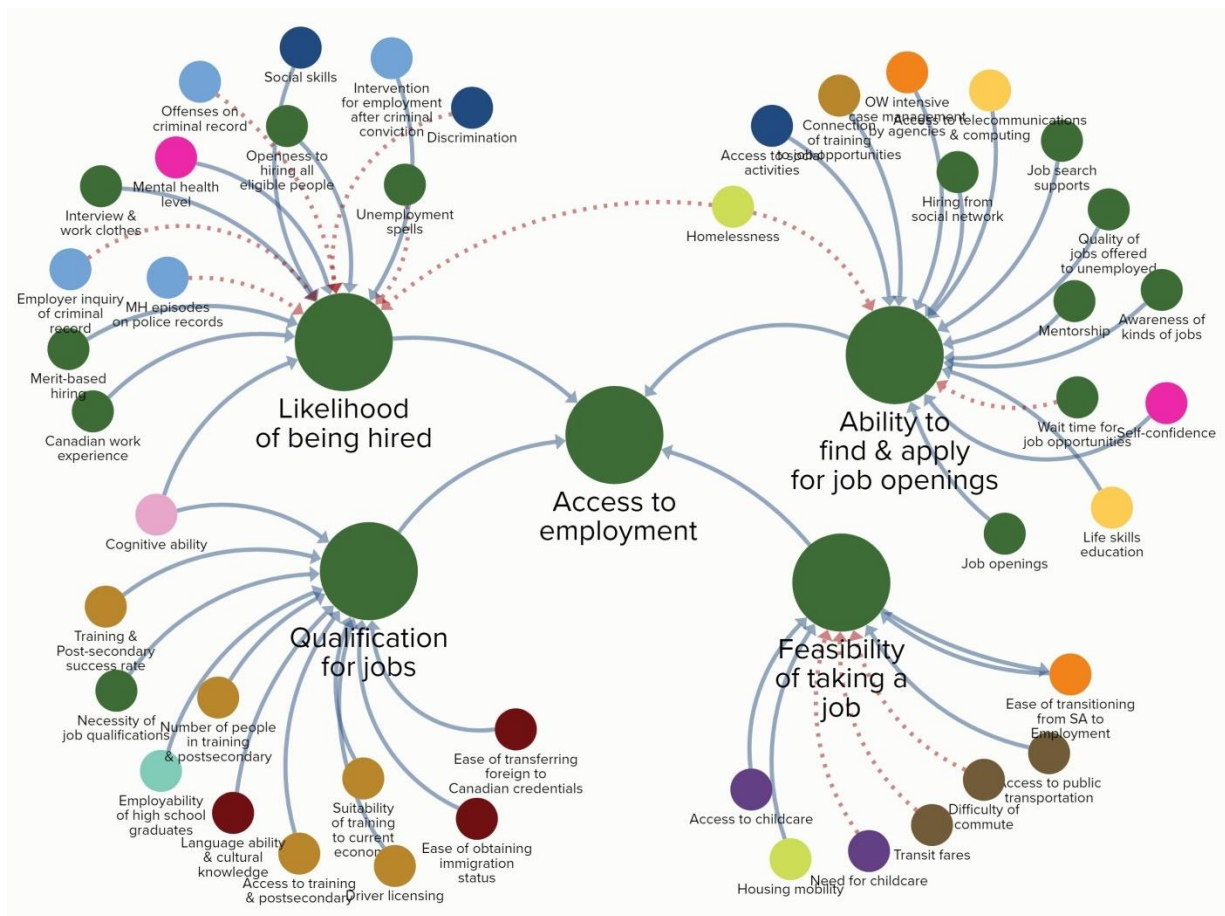 Social skills
Intervention
for employment
after criminal
conviction
Offenses on
criminal record
Discrimination
Openness to
hiring all
eligible people
Mental health
level
Unemployment
spells
Interview &
work clothes
Employer inquiry
of criminal
record
MH episodes
on police records
Merit-based
hiring
Canadian work
experience
Likelihood
of being hired
OW intensive
case management
by agencies
Access to telecommunications
& computing
Connection
of training
to job opportunities
Access to social
activities
Job search
supports
Hiring from
social network
Homelessness
Quality of
jobs offered
to unemployed
Mentorship
Awareness of
kinds of jobs
Wait time for
job opportunities
Self-confidence
Ability to
find & apply
for job openings
Life skills
education
Job openings
Access to
employment
Cognitive ability
Training &
Post-secondary
success rate
Qualification
for jobs
Necessity of
job qualifications
Number of people
in training
& postsecondary
Employability
of high school
graduates
Language ability
& cultural
knowledge
Access to training
& postsecondary
Suitability
of training
to current
Driver licensing
Ease of transferring
foreign to
Canadian credentials
Ease of obtaining
immigration
status
Feasibility
of taking a
job
Ease of transitioning
from SA to
Employment
Access to public
transportation
Difficulty of
commute
Transit fares
Access to childcare
Need for childcare
Housing mobility